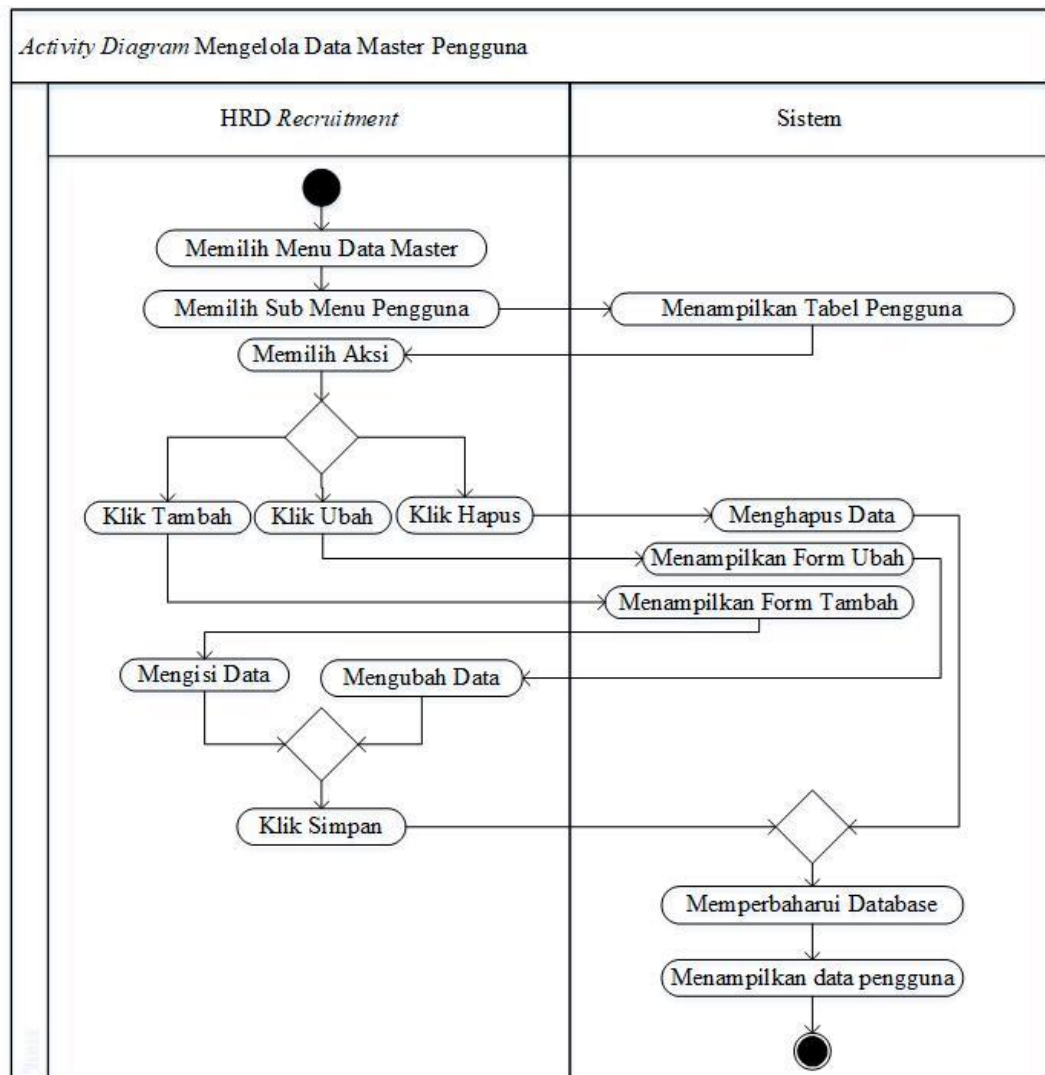 Activity Diagram Mengelola Data Master Pengguna
HRD Recruitment
Sistem
Memilih Menu Data Master
Memilih Sub Menu Pengguna
Menampilkan Tabel Pengguna
Memilih Aksi
Klik Tambah
Klik Ubah
Klik Hapus
Menghapus Data
Menampilkan Form Ubah
Menampilkan Form Tambah
Mengisi Data
Mengubah Data
Klik Simpan
Memperbaharui Database
Menampilkan data pengguna